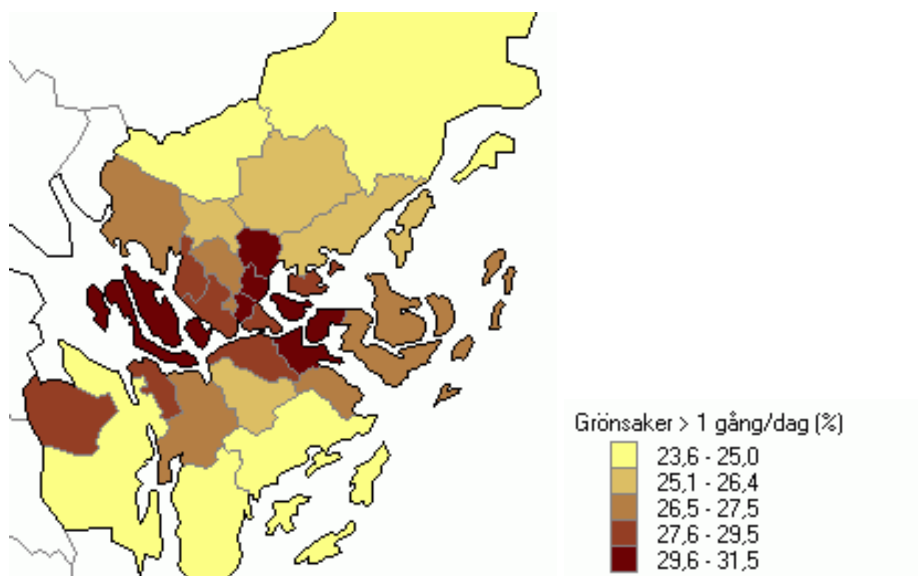 Grönsaker > 1 gång/dag (%)
23,6 - 25,0
25,1 - 26,4
26,5 - 27,5
27,6 - 29,5
29,6 - 31,5